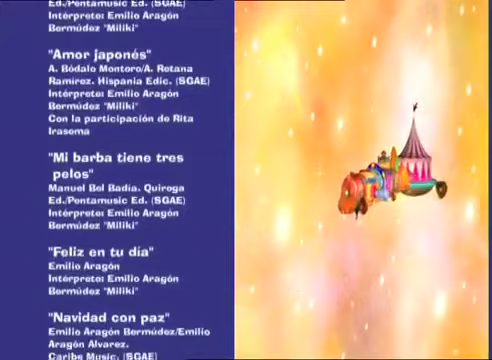 Ed./Pentamusic Ed. (SGAE)
Intérprete: Emilio Aragón
Bermúdez "Miliki"
"Amor japonés"
A. Bódalo Montoro/A. Retana
Ramírez. Hispania Edic. (SGAE)
Intérprete: Emilio Aragón
Bermúdez "Miliki"
Con la participación de Rita
Irasema
"Mi barba tiene tres
pelos"
Manuel Bel Badía. Quiroga
Ed./Pentamusic Ed. (SGAE)
Intérprete: Emilio Aragón
Bermúdez "Miliki"
"Feliz en tu día"
Emilio Aragón
Intérprete: Emilio Aragón
Bermúdez "Miliki"
"Navidad con paz"
Emilio Aragón Bermúdez/Emilio
Aragón Alvarez.
Caribe Music. (SGAE)